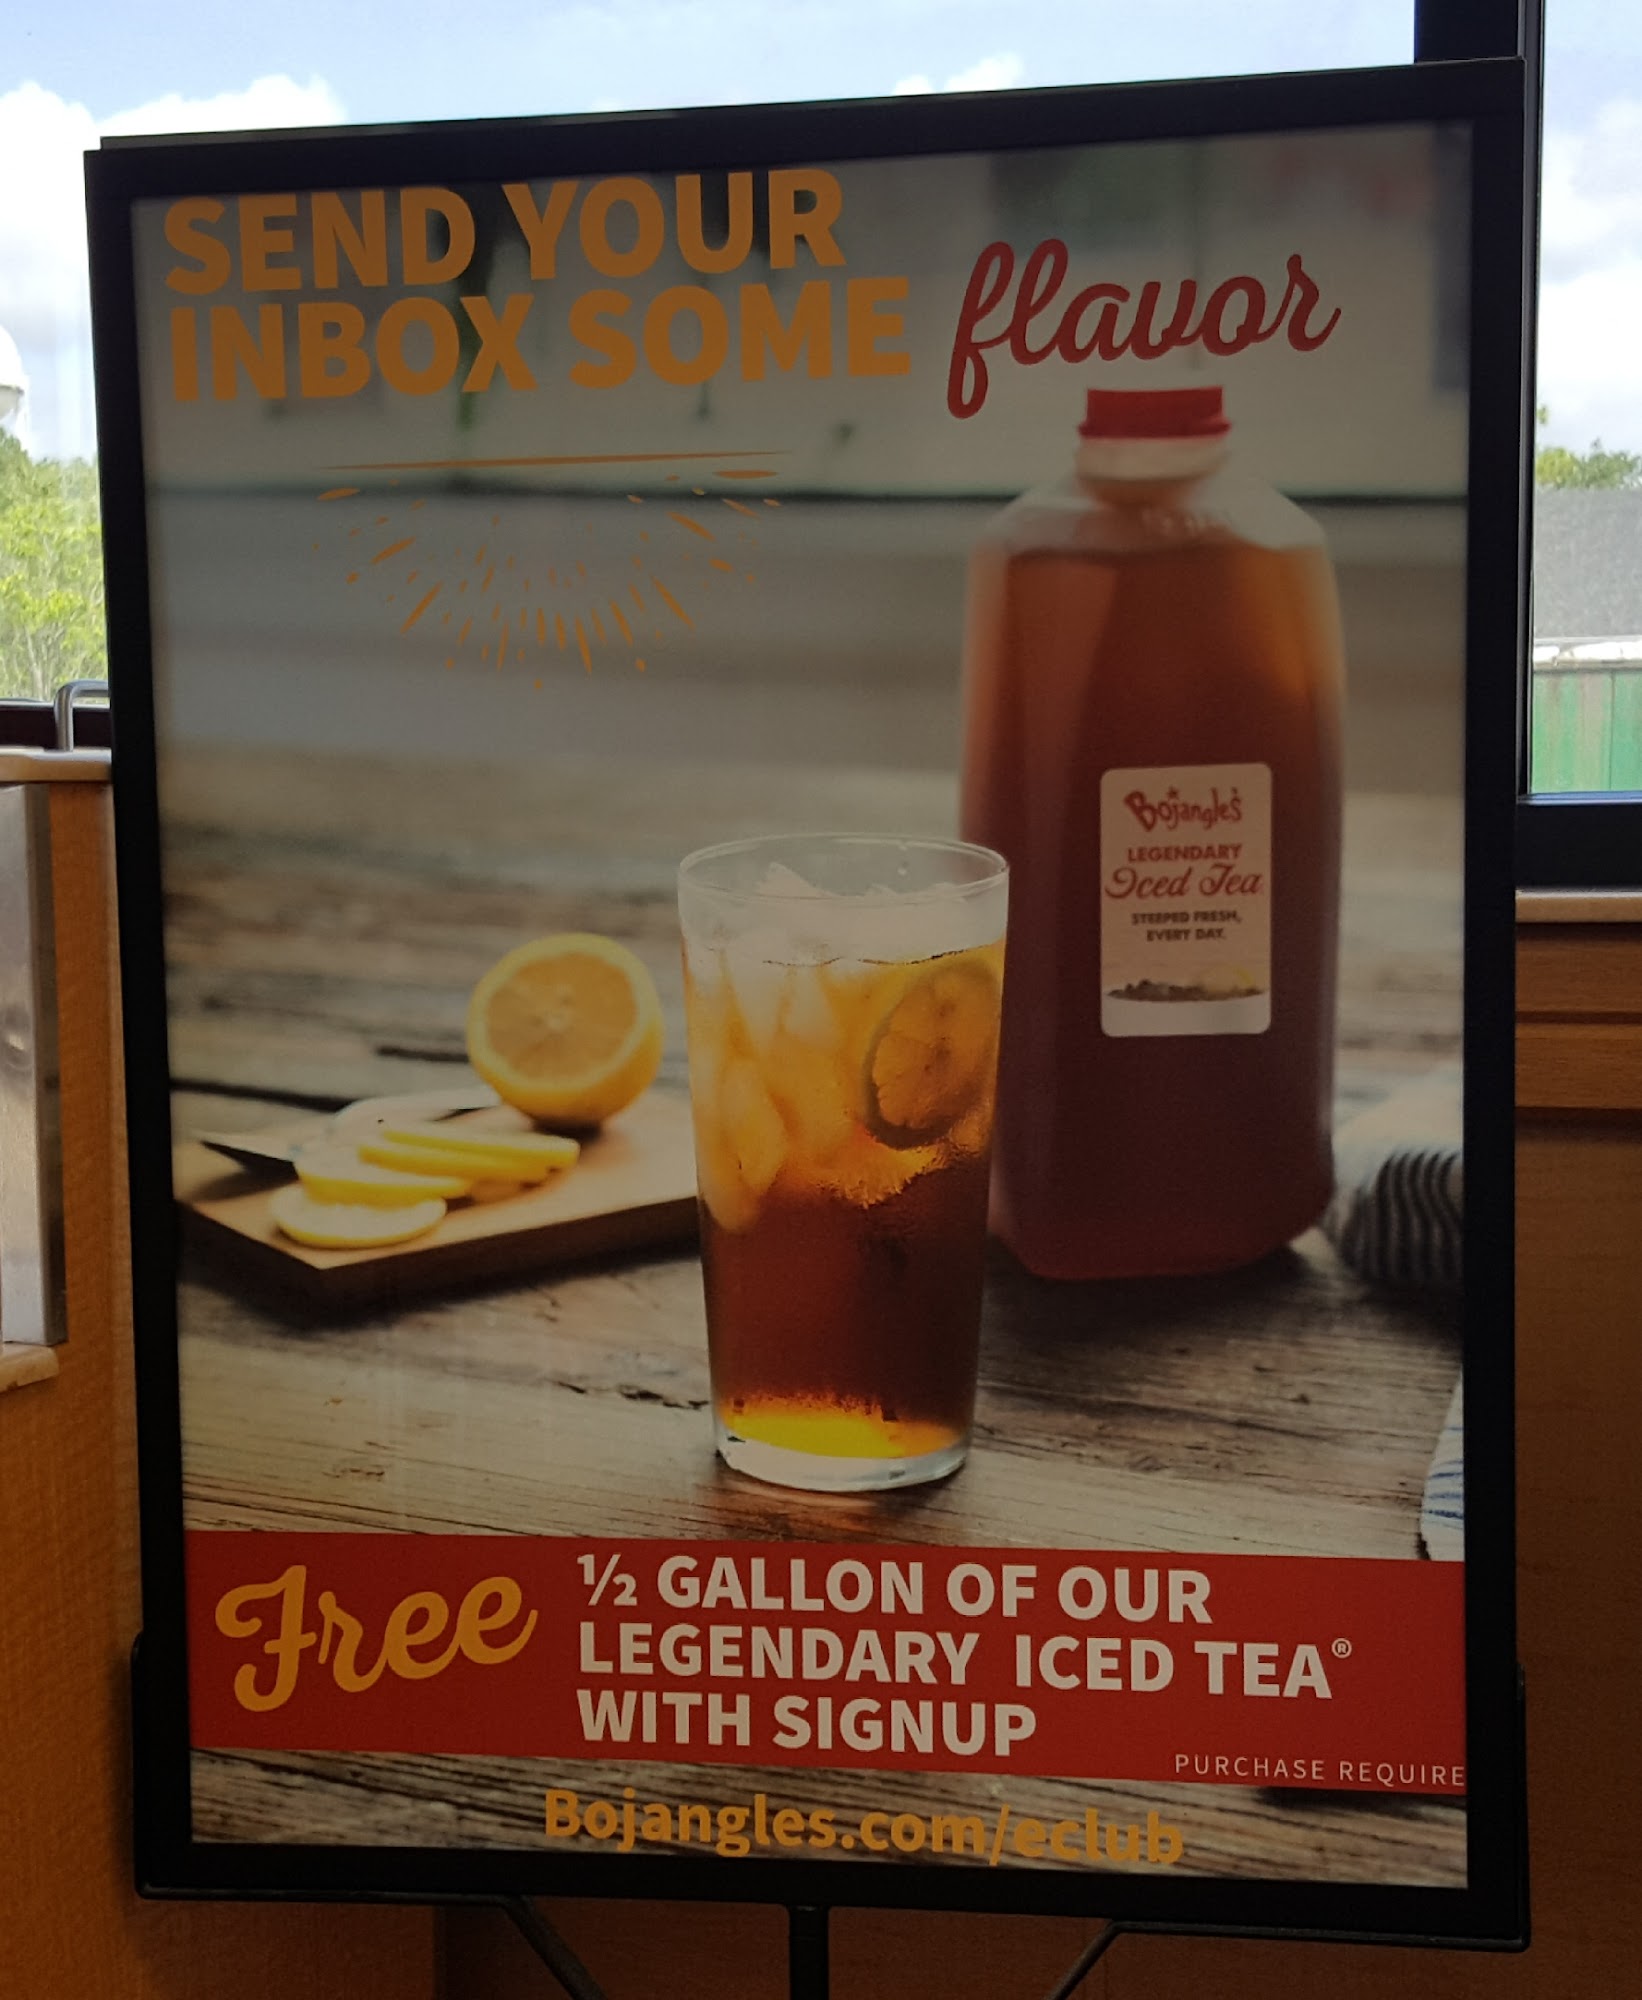 SEND YOUR
INBOX SOME flavor
Bojangles'
LEGENDARY
Iced Tea
STEEPED FRESH,
EVERY DAY.
Free ½ GALLON OF OUR
LEGENDARY ICED TEA®
WITH SIGNUP
PURCHASE REQUIRE
Bojangles.com/eclub